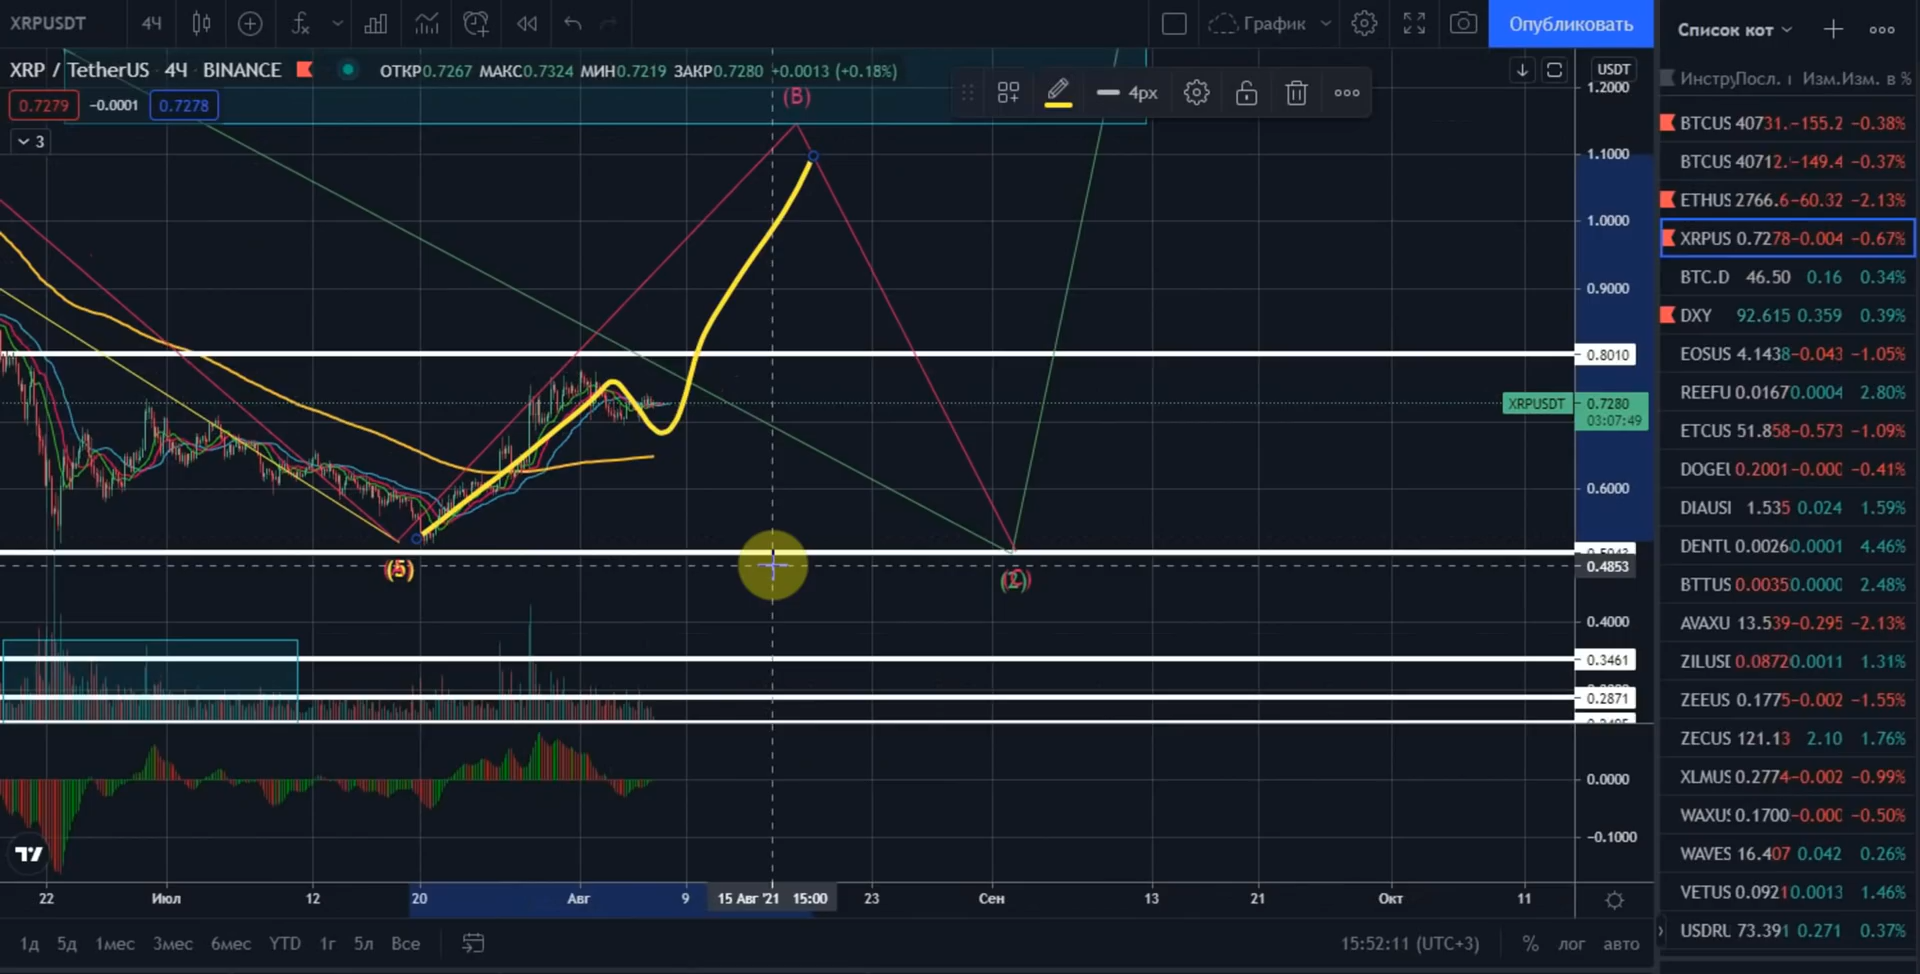 XRPUSDT 4Ч График Опубликовать
Список кот
XRP / TetherUS 4Ч BINANCE ОТКР0.7267 МАКС0.7324 МИН0.7219 ЗАКР0.7280 +0.0013 (+0.18%)
0.7279 −0.0001 0.7278
3
4px
(B)
USDT
1.2000
1.1000
1.0000
0.9000
0.8010
XRPUSDT 0.7280
03:07:49
0.6000
0.4853
0.4000
0.3461
0.2871
0.0000
−0.1000
(5)
22 Июл 12 20 Авг 9 15 Авг '21 15:00 23 Сен 13 21 Окт 11
1д 5д 1мес 3мес 6мес YTD 1г 5л Все
15:52:11 (UTC+3) % лог авто
Посл. Изм. Изм. в %
BTCUS 40731. −155.2 −0.38%
BTCUS 40712. −149.4 −0.37%
ETHUS 2766.6 −60.32 −2.13%
XRPUS 0.7278 −0.004 −0.67%
BTC.D 46.50 0.16 0.34%
DXY 92.615 0.359 0.39%
EOSUS 4.1438 −0.043 −1.05%
REEFU 0.0167 0.0004 2.80%
ETCUS 51.858 −0.573 −1.09%
DOGEU 0.2001 −0.000 −0.41%
DIAUSI 1.535 0.024 1.59%
DENTU 0.0026 0.0001 4.46%
BTTUS 0.0035 0.0000 2.48%
AVAXU 13.539 −0.295 −2.13%
ZILUSD 0.0872 0.0011 1.31%
ZEEUS 0.1775 −0.002 −1.55%
ZECUS 121.13 2.10 1.76%
XLMUS 0.2774 −0.002 −0.99%
WAXUS 0.1700 −0.000 −0.50%
WAVES 16.407 0.042 0.26%
VETUS 0.0921 0.0013 1.46%
USDRU 73.391 0.271 0.37%